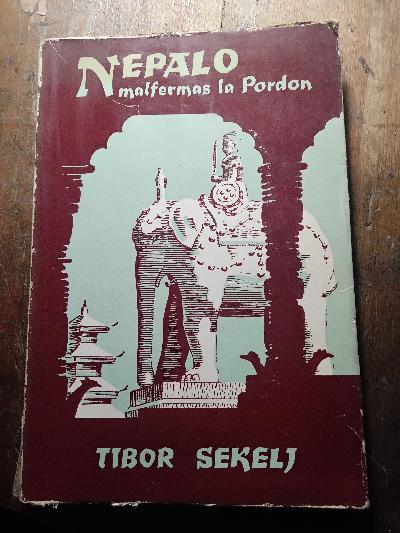 NEPALO
malfermas la Pordon
TIBOR SEKELJ